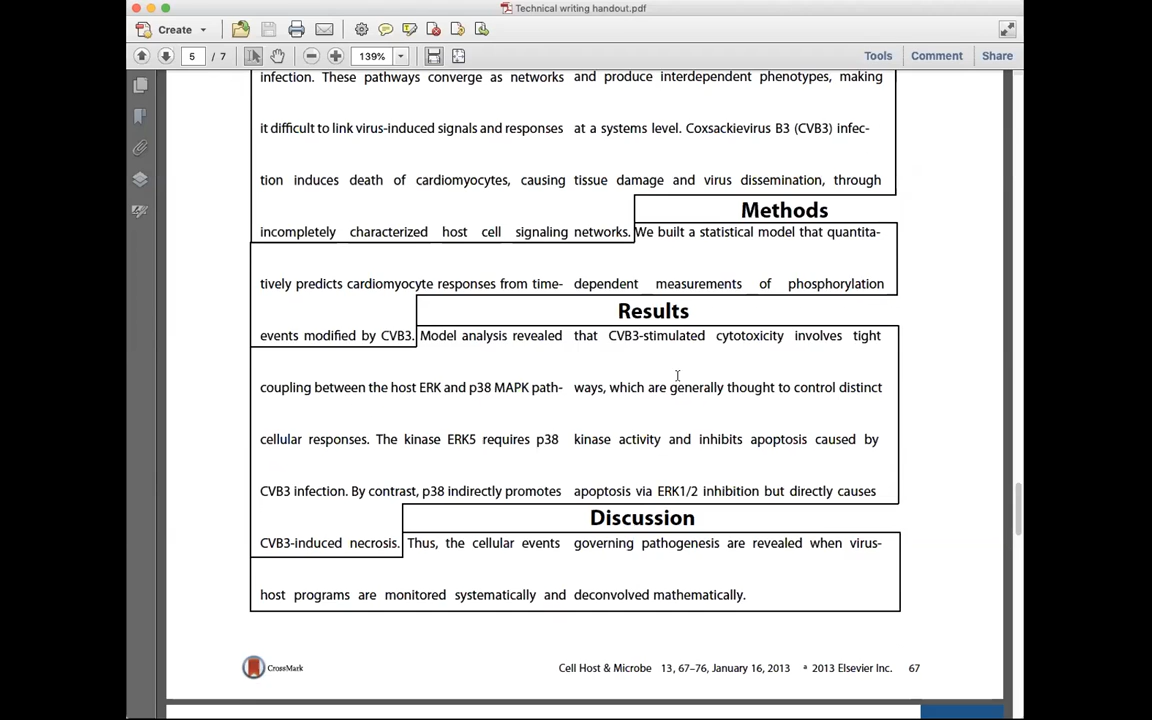 Technical writing handout.pdf
Create
5 / 7
139%
Tools Comment Share
infection. These pathways converge as networks and produce interdependent phenotypes, making
it difficult to link virus-induced signals and responses at a systems level. Coxsackievirus B3 (CVB3) infec-
tion induces death of cardiomyocytes, causing tissue damage and virus dissemination, through
Methods
incompletely characterized host cell signaling networks. We built a statistical model that quantita-
tively predicts cardiomyocyte responses from time- dependent measurements of phosphorylation
Results
events modified by CVB3. Model analysis revealed that CVB3-stimulated cytotoxicity involves tight
coupling between the host ERK and p38 MAPK path- ways, which are generally thought to control distinct
cellular responses. The kinase ERK5 requires p38 kinase activity and inhibits apoptosis caused by
CVB3 infection. By contrast, p38 indirectly promotes apoptosis via ERK1/2 inhibition but directly causes
Discussion
CVB3-induced necrosis. Thus, the cellular events governing pathogenesis are revealed when virus-
host programs are monitored systematically and deconvolved mathematically.
CrossMark
Cell Host & Microbe 13, 67–76, January 16, 2013 ª 2013 Elsevier Inc. 67